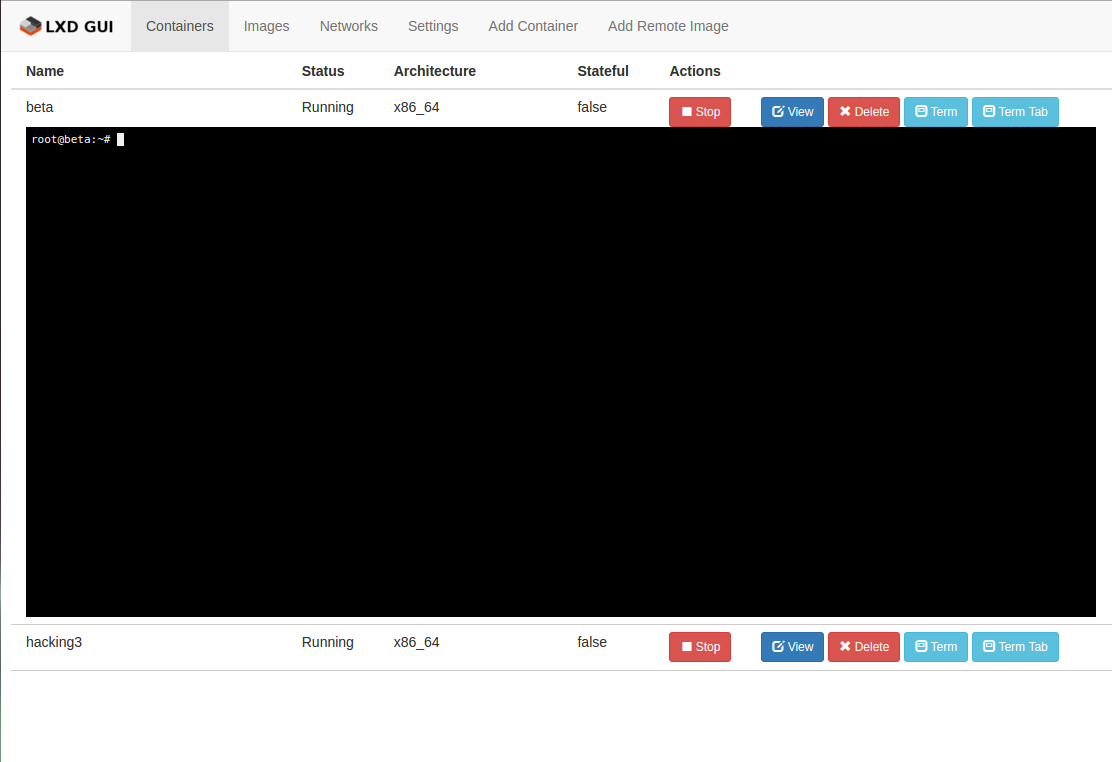 LXD GUI Containers Images Networks Settings Add Container Add Remote Image
Name Status Architecture Stateful Actions
beta Running x86_64 false Stop View Delete Term Term Tab
root@beta:~#
hacking3 Running x86_64 false Stop View Delete Term Term Tab